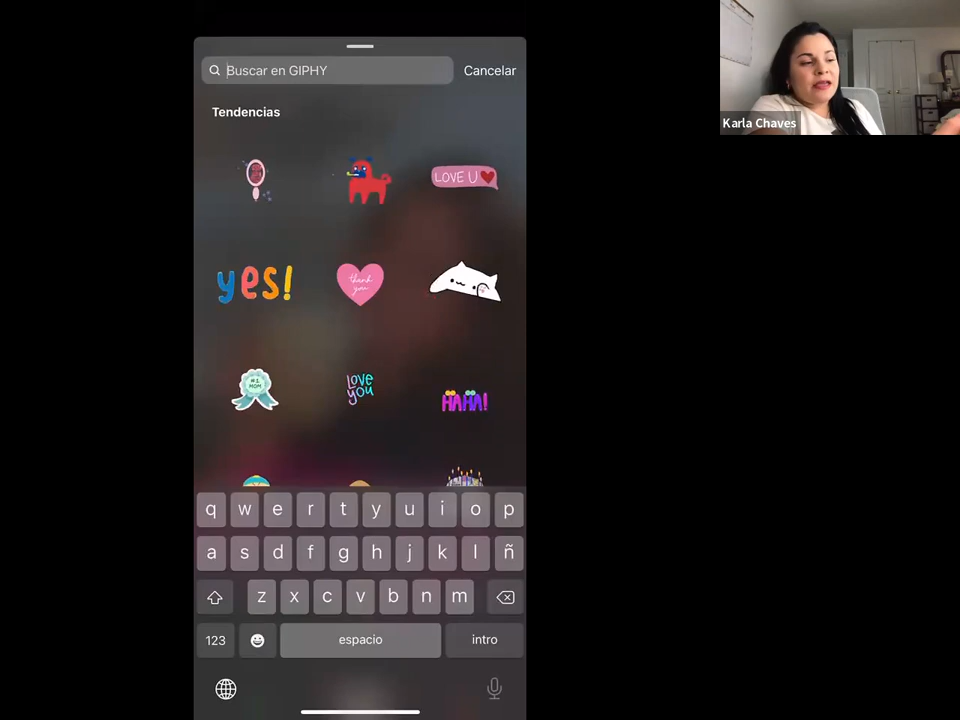 Buscar en GIPHY
Cancelar
Karla Chaves
Tendencias
LOVE U
yes!
thank you
#1 MOM
love you
HAHA!
q w e r t y u i o p
a s d f g h j k l ñ
z x c v b n m
123
espacio
intro